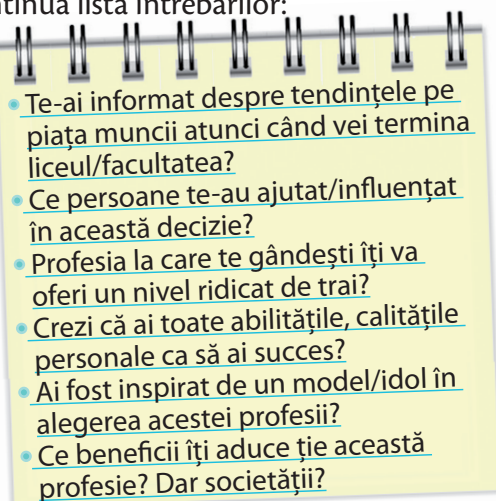 continuă lista întrebărilor:
• Te-ai informat despre tendințele pe
piața muncii atunci când vei termina
liceul/facultatea?
• Ce persoane te-au ajutat/influențat
în această decizie?
• Profesia la care te gândești îți va
oferi un nivel ridicat de trai?
• Crezi că ai toate abilitățile, calitățile
personale ca să ai succes?
• Ai fost inspirat de un model/idol în
alegerea acestei profesii?
• Ce beneficii îți aduce ție această
profesie? Dar societății?